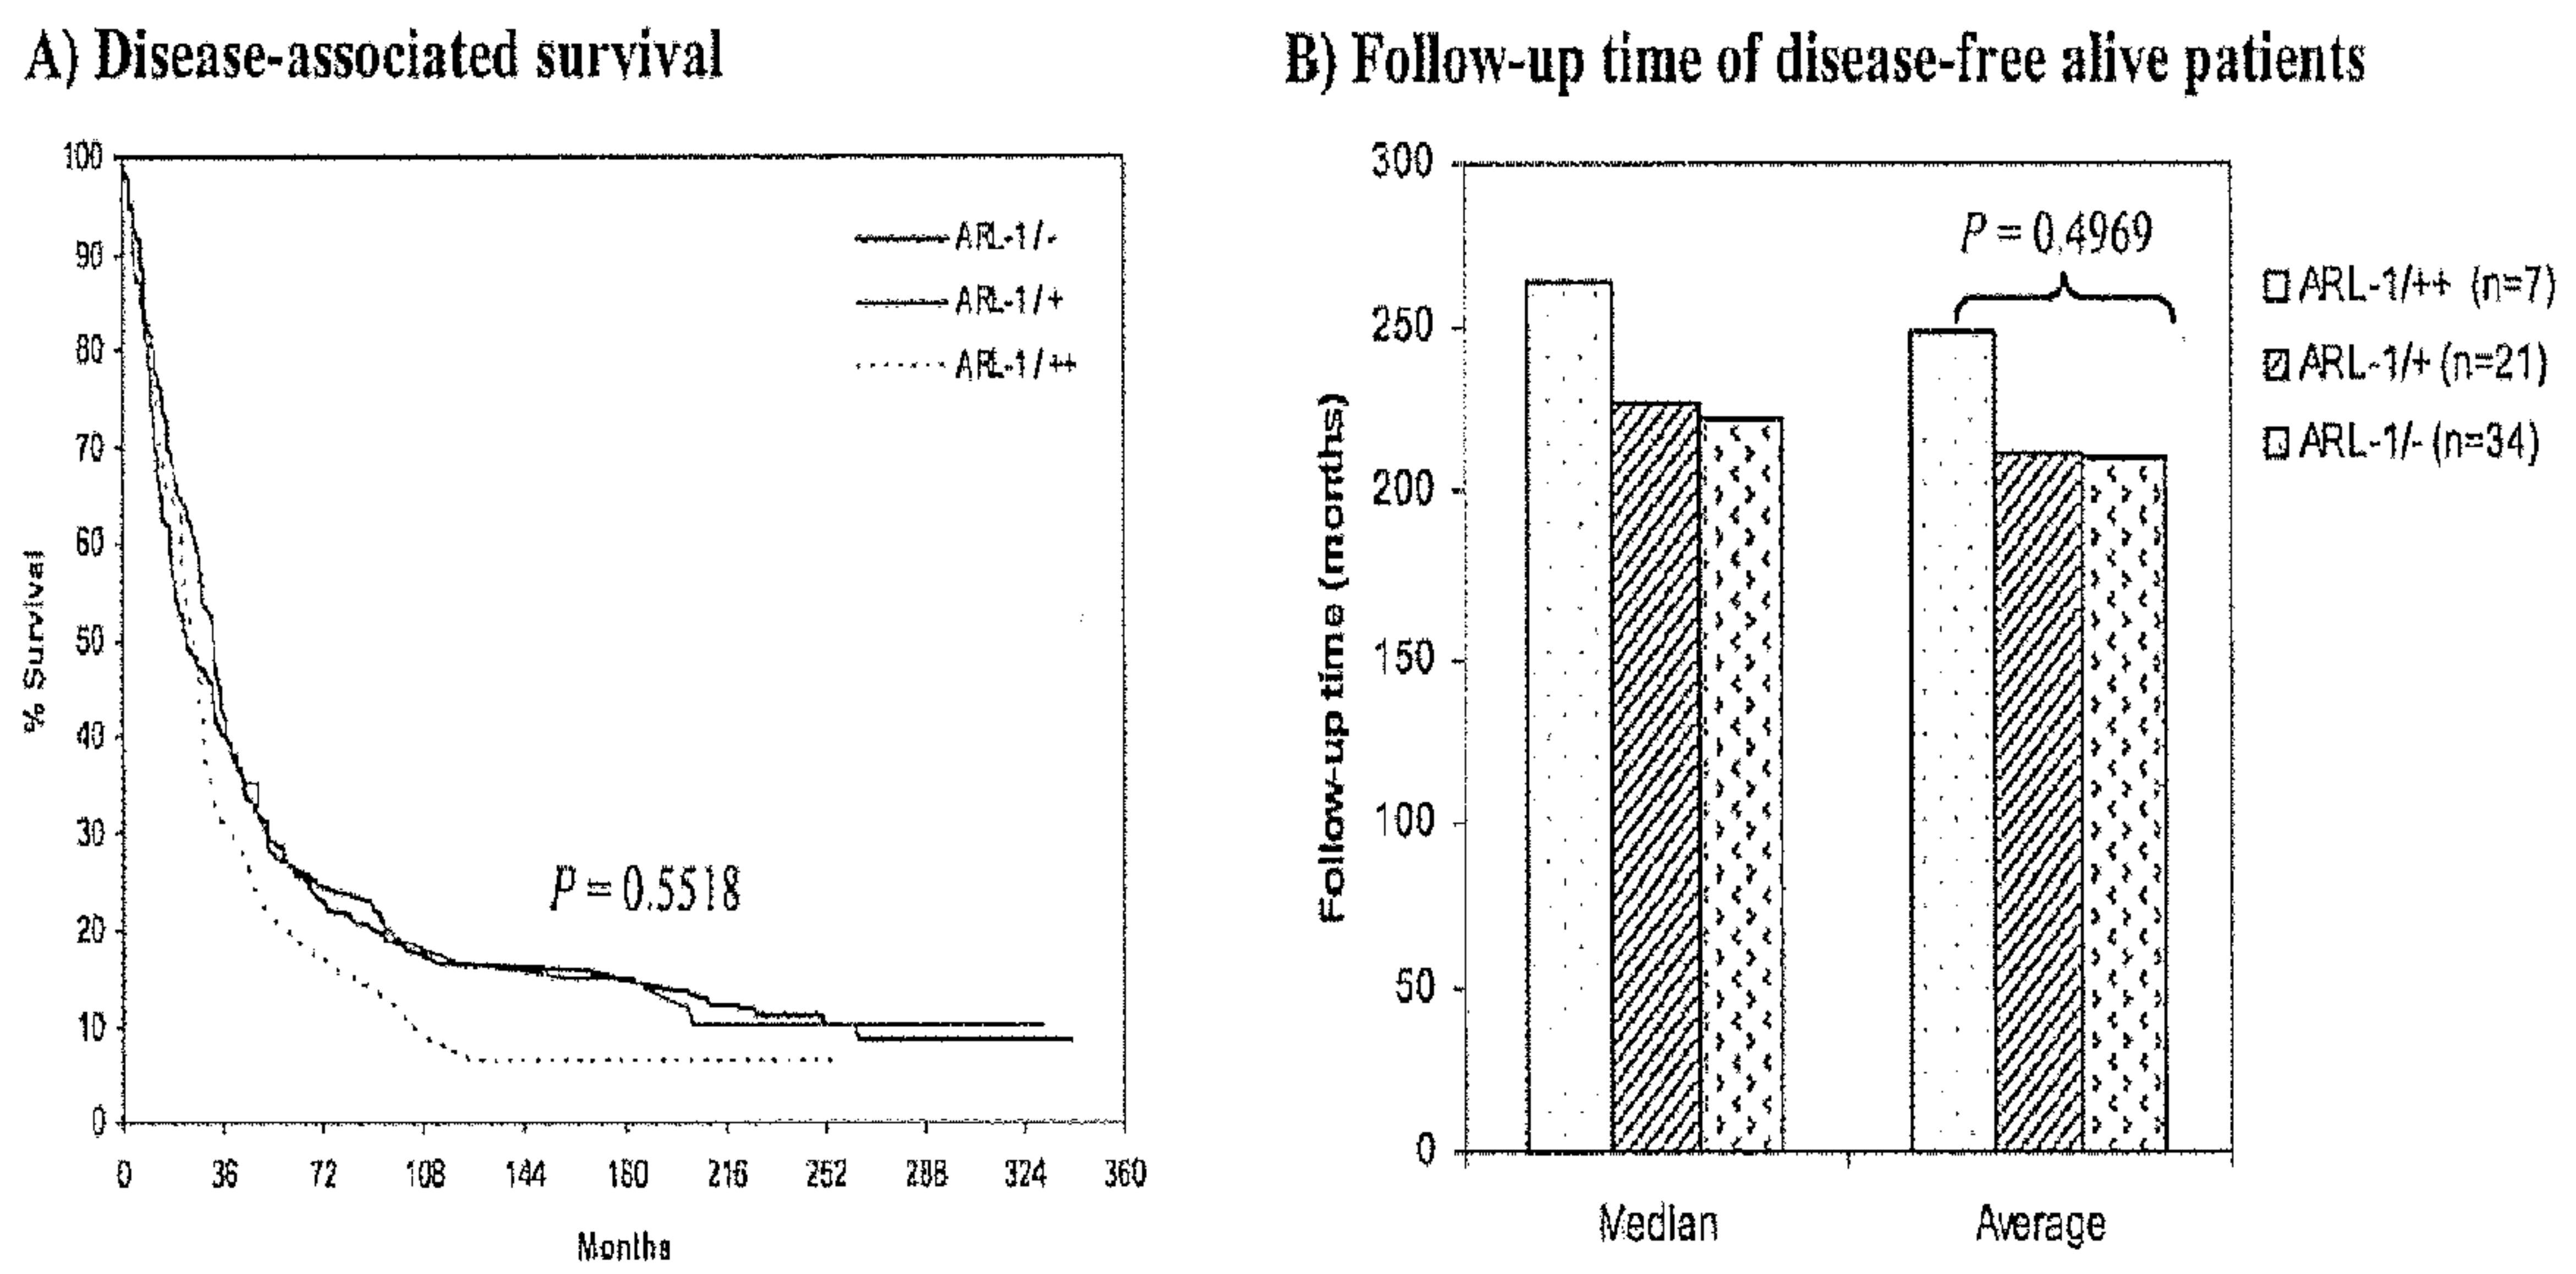 A) Disease-associated survival
100
90
80
70
60
50
40
30
20
10
0
% Survival
ARL-1/-
ARL-1/+
ARL-1/++
P = 0.5518
0 36 72 108 144 180 216 252 288 324 360
Months
B) Follow-up time of disease-free alive patients
300
250
200
150
100
50
0
Follow-up time (months)
P = 0.4969
ARL-1/++ (n=7)
ARL-1/+ (n=21)
ARL-1/- (n=34)
Median Average